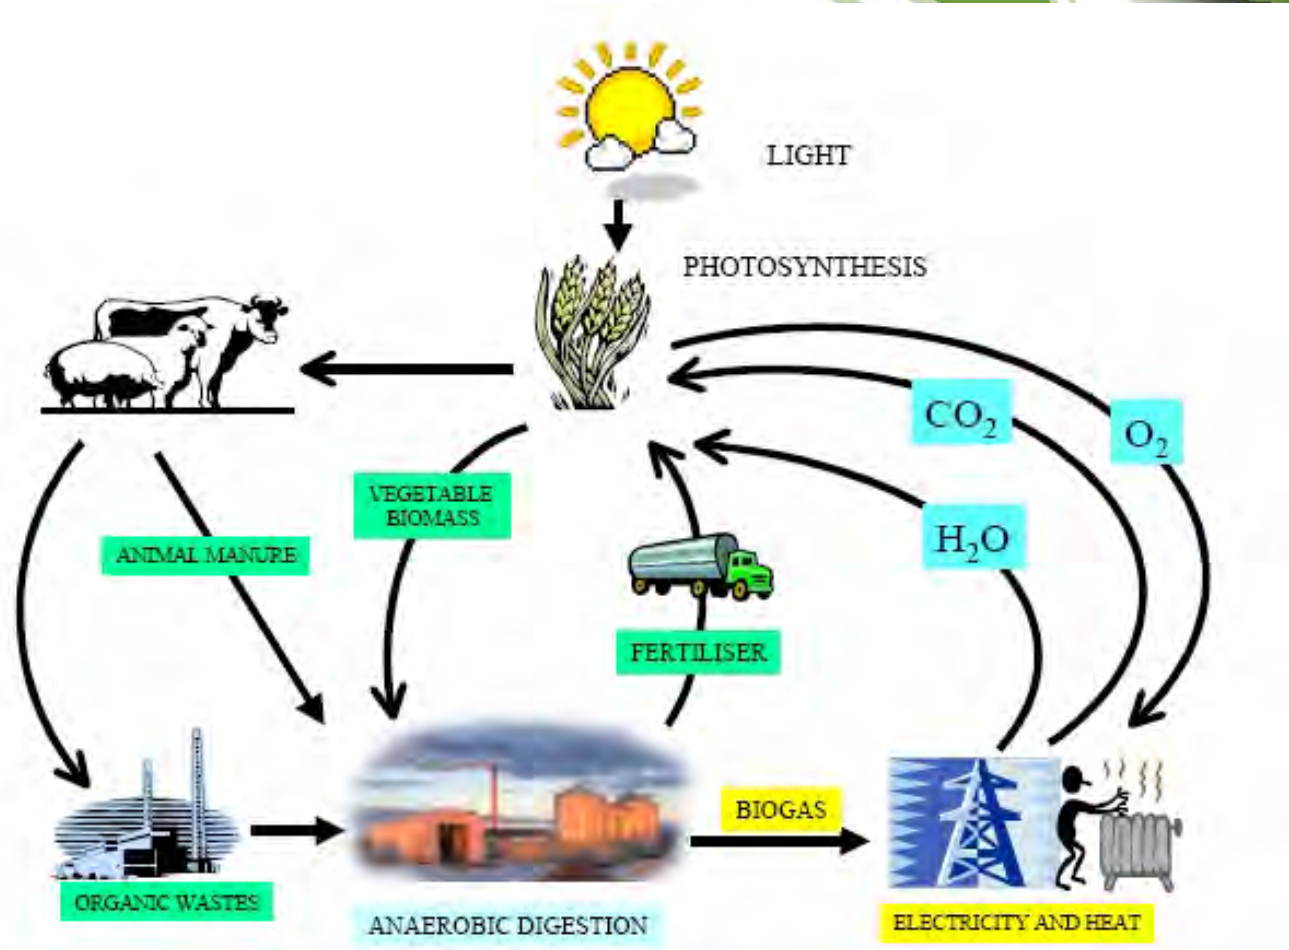 LIGHT
PHOTOSYNTHESIS
CO₂
O₂
VEGETABLE
BIOMASS
H₂O
ANIMAL MANURE
FERTILISER
BIOGAS
ORGANIC WASTES
ANAEROBIC DIGESTION
ELECTRICITY AND HEAT